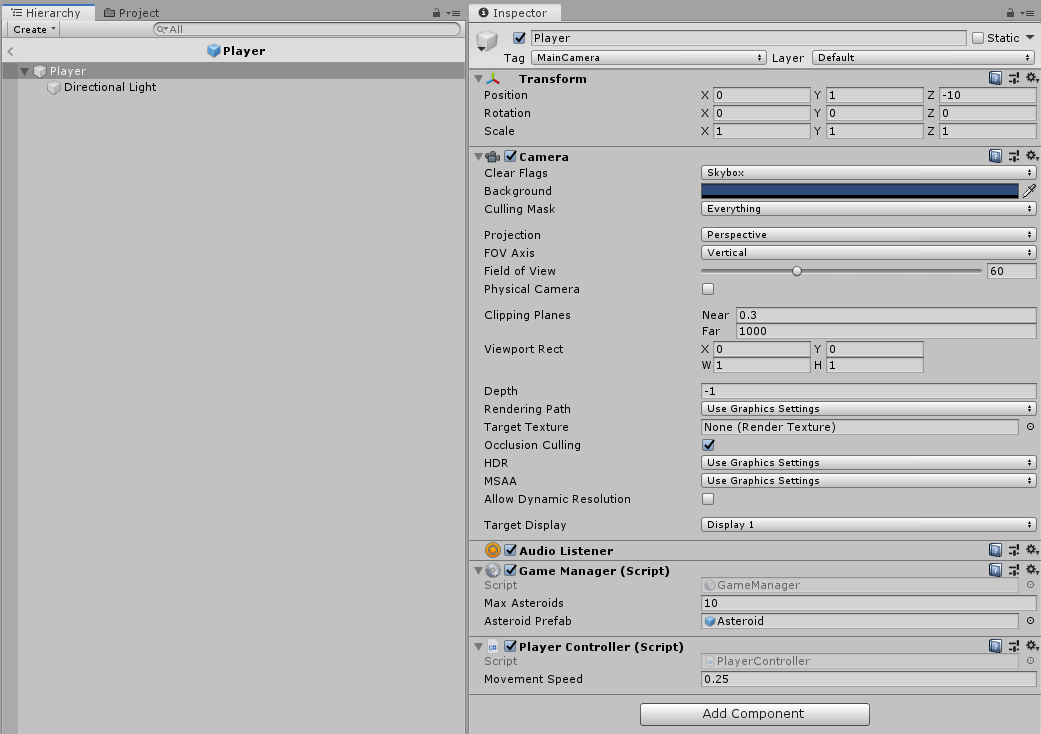 Hierarchy
Project
Create
All
Player
Player
Directional Light
Inspector
Player
Static
Tag MainCamera Layer Default
Transform
Position X 0 Y 1 Z -10
Rotation X 0 Y 0 Z 0
Scale X 1 Y 1 Z 1
Camera
Clear Flags Skybox
Background
Culling Mask Everything
Projection Perspective
FOV Axis Vertical
Field of View 60
Physical Camera
Clipping Planes Near 0.3
Far 1000
Viewport Rect X 0 Y 0
W 1 H 1
Depth -1
Rendering Path Use Graphics Settings
Target Texture None (Render Texture)
Occlusion Culling
HDR Use Graphics Settings
MSAA Use Graphics Settings
Allow Dynamic Resolution
Target Display Display 1
Audio Listener
Game Manager (Script)
Script GameManager
Max Asteroids 10
Asteroid Prefab Asteroid
C# Player Controller (Script)
Script PlayerController
Movement Speed 0.25
Add Component